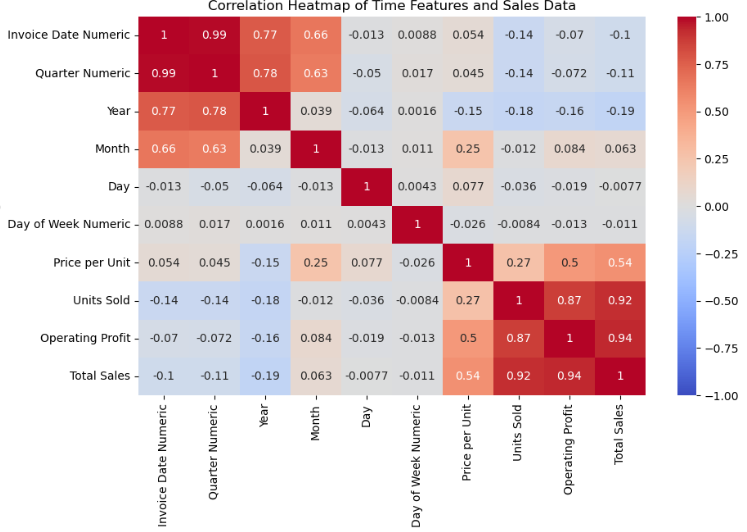 Correlation Heatmap of Time Features and Sales Data
Invoice Date Numeric 1 0.99 0.77 0.66 -0.013 0.0088 0.054 -0.14 -0.07 -0.1
Quarter Numeric 0.99 1 0.78 0.63 -0.05 0.017 0.045 -0.14 -0.072 -0.11
Year 0.77 0.78 1 0.039 -0.064 0.0016 -0.15 -0.18 -0.16 -0.19
Month 0.66 0.63 0.039 1 -0.013 0.011 0.25 -0.012 0.084 0.063
Day -0.013 -0.05 -0.064 -0.013 1 0.0043 0.077 -0.036 -0.019 -0.0077
Day of Week Numeric 0.0088 0.017 0.0016 0.011 0.0043 1 -0.026 -0.0084 -0.013 -0.011
Price per Unit 0.054 0.045 -0.15 0.25 0.077 -0.026 1 0.27 0.5 0.54
Units Sold -0.14 -0.14 -0.18 -0.012 -0.036 -0.0084 0.27 1 0.87 0.92
Operating Profit -0.07 -0.072 -0.16 0.084 -0.019 -0.013 0.5 0.87 1 0.94
Total Sales -0.1 -0.11 -0.19 0.063 -0.0077 -0.011 0.54 0.92 0.94 1
Invoice Date Numeric
Quarter Numeric
Year
Month
Day
Day of Week Numeric
Price per Unit
Units Sold
Operating Profit
Total Sales
1.00
0.75
0.50
0.25
0.00
−0.25
−0.50
−0.75
−1.00